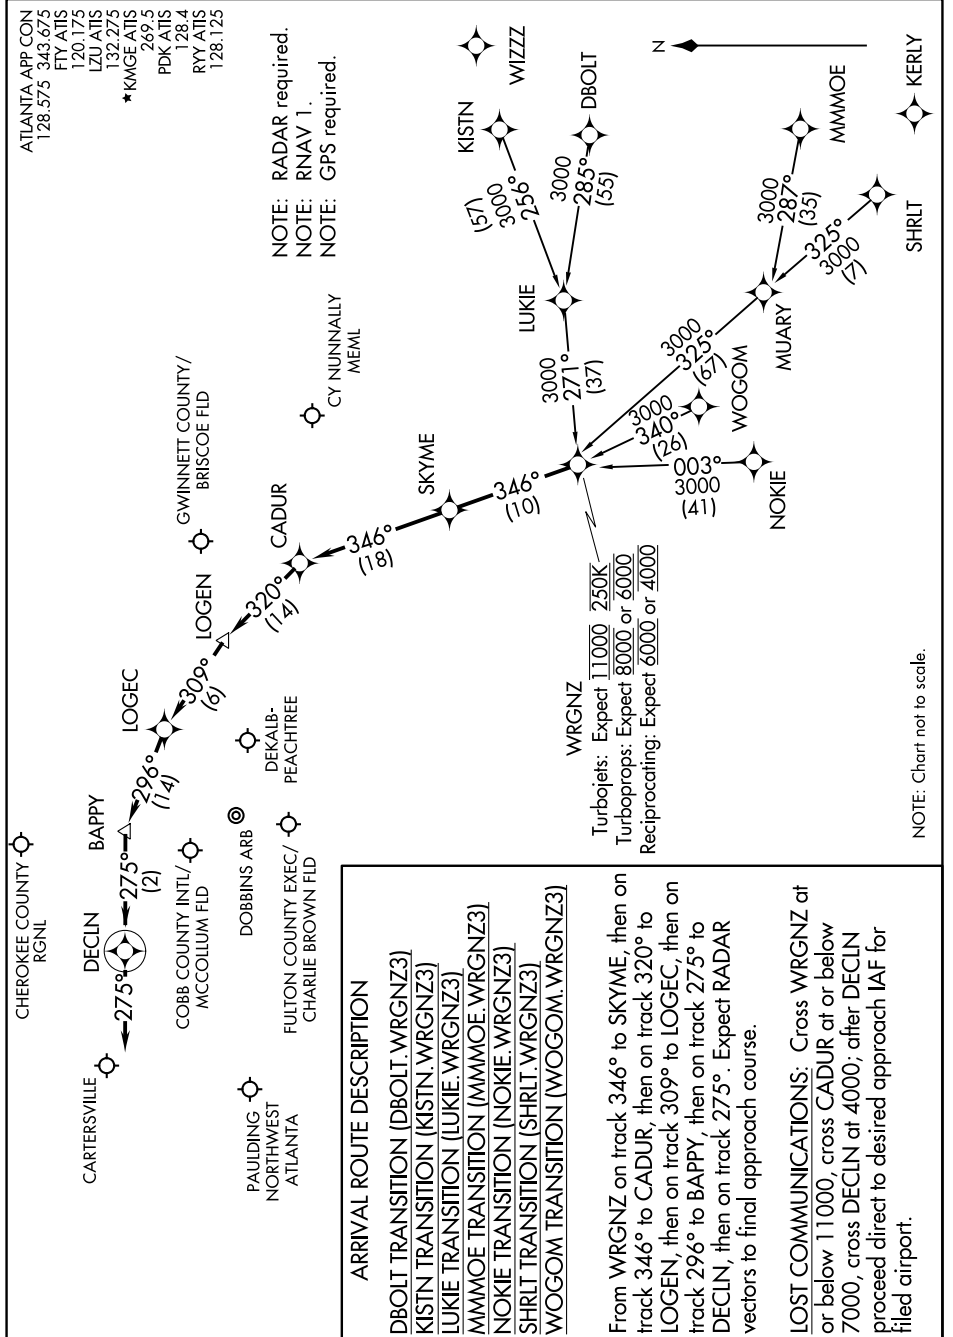 ATLANTA APP CON
128.575 343.675
FTY ATIS
120.175
LZU ATIS
132.275
★KMGE ATIS
269.5
PDK ATIS
128.4
RYY ATIS
128.125
NOTE: RADAR required.
NOTE: RNAV 1.
NOTE: GPS required.
CHEROKEE COUNTY
RGNL
CARTERSVILLE
275°
DECLN
275°
(2)
BAPPY
296°
(14)
LOGEC
309°
(6)
LOGEN
320°
(14)
CADUR
346°
(18)
SKYME
346°
(10)
GWINNETT COUNTY/
BRISCOE FLD
CY NUNNALLY
MEML
COBB COUNTY INTL/
MCCOLLUM FLD
DOBBINS ARB
DEKALB-
PEACHTREE
FULTON COUNTY EXEC/
CHARLIE BROWN FLD
PAULDING
NORTHWEST
ATLANTA
KISTN
(57)
3000
256°
WIZZZ
DBOLT
3000
285°
(55)
LUKIE
3000
271°
(37)
N
MMMOE
3000
287°
(35)
KERLY
SHRLT
325°
3000
(7)
MUARY
3000
325°
(67)
WOGOM
3000
340°
(26)
NOKIE
003°
3000
(41)
WRGNZ
Turbojets: Expect 11000 250K
Turboprops: Expect 8000 or 6000
Reciprocating: Expect 6000 or 4000
NOTE: Chart not to scale.
ARRIVAL ROUTE DESCRIPTION
DBOLT TRANSITION (DBOLT.WRGNZ3)
KISTN TRANSITION (KISTN.WRGNZ3)
LUKIE TRANSITION (LUKIE.WRGNZ3)
MMMOE TRANSITION (MMMOE.WRGNZ3)
NOKIE TRANSITION (NOKIE.WRGNZ3)
SHRLT TRANSITION (SHRLT.WRGNZ3)
WOGOM TRANSITION (WOGOM.WRGNZ3)
From WRGNZ on track 346° to SKYME, then on
track 346° to CADUR, then on track 320° to
LOGEN, then on track 309° to LOGEC, then on
track 296° to BAPPY, then on track 275° to
DECLN, then on track 275°. Expect RADAR
vectors to final approach course.
LOST COMMUNICATIONS: Cross WRGNZ at
or below 11000, cross CADUR at or below
7000, cross DECLN at 4000; after DECLN
proceed direct to desired approach IAF for
filed airport.